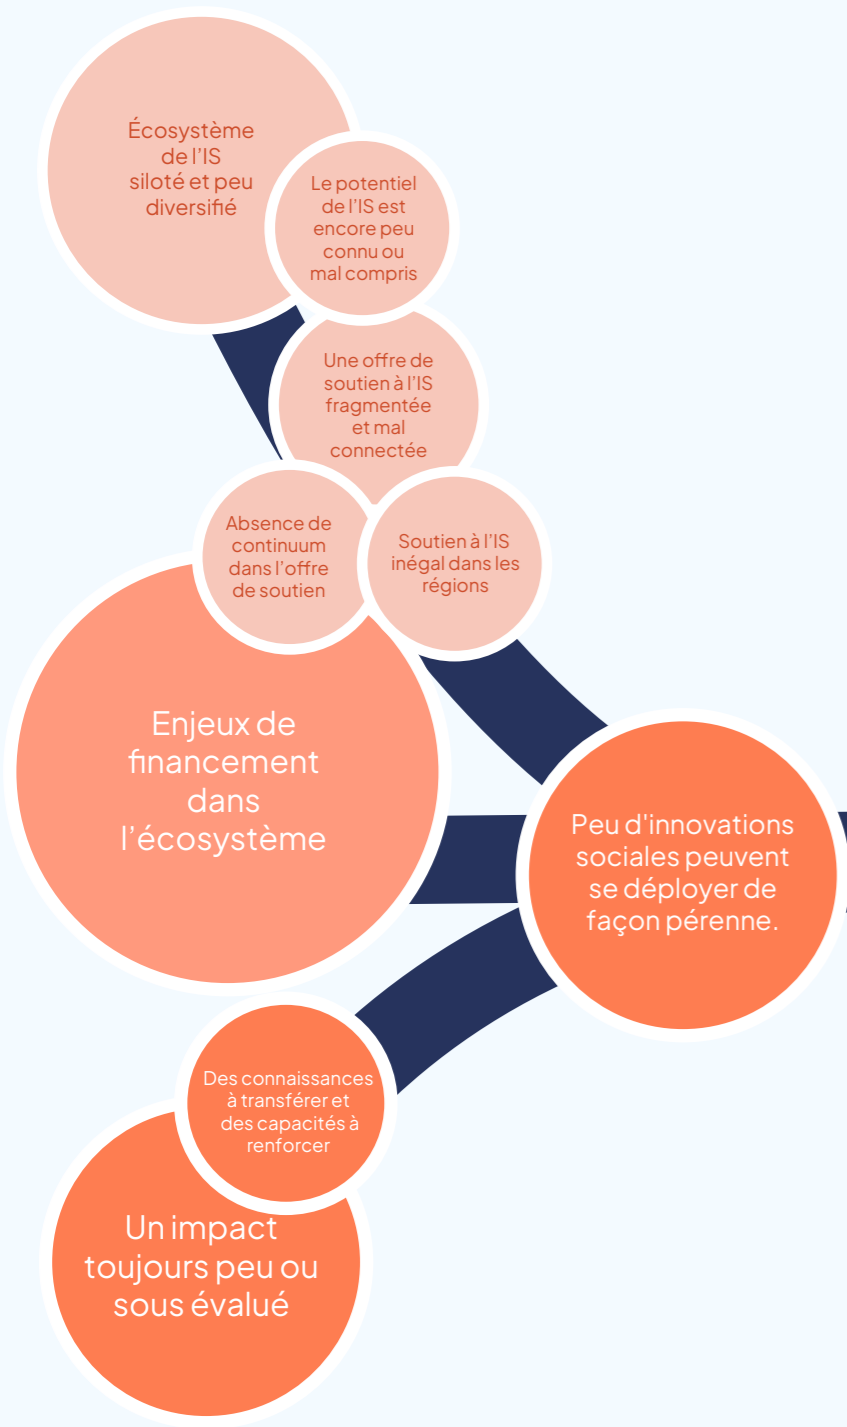 Écosystème
de l'IS
siloté et peu
diversifié
Le potentiel
de l'IS est
encore peu
connu ou
mal compris
Une offre de
soutien à l'IS
fragmentée
et mal
connectée
Absence de
continuum
dans l'offre
de soutien
Soutien à l'IS
inégal dans les
régions
Enjeux de
financement
dans
l'écosystème
Peu d'innovations
sociales peuvent
se déployer de
façon pérenne.
Des connaissances
à transférer et
des capacités à
renforcer
Un impact
toujours peu ou
sous évalué